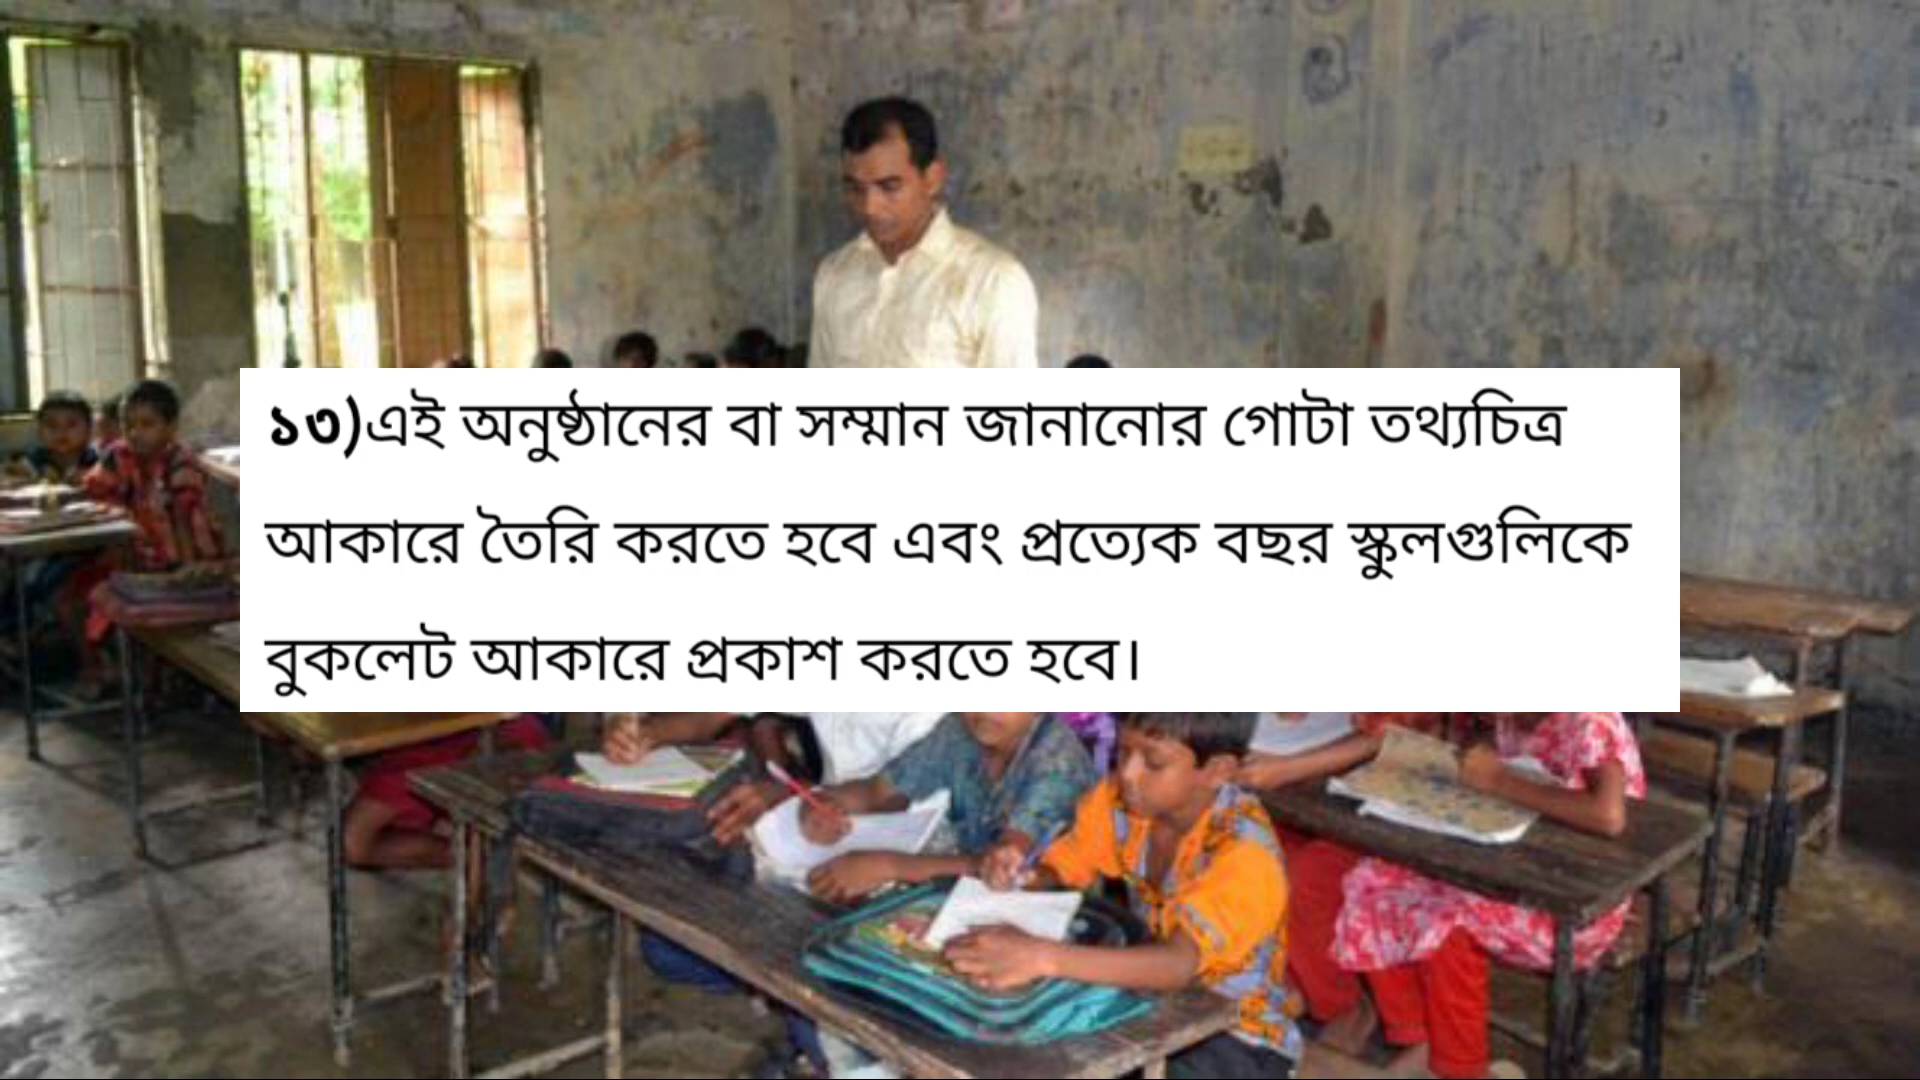 ১৩)এই অনুষ্ঠানের বা সম্মান জানানোর গোটা তথ্যচিত্র
আকারে তৈরি করতে হবে এবং প্রত্যেক বছর স্কুলগুলিকে
বুকলেট আকারে প্রকাশ করতে হবে।